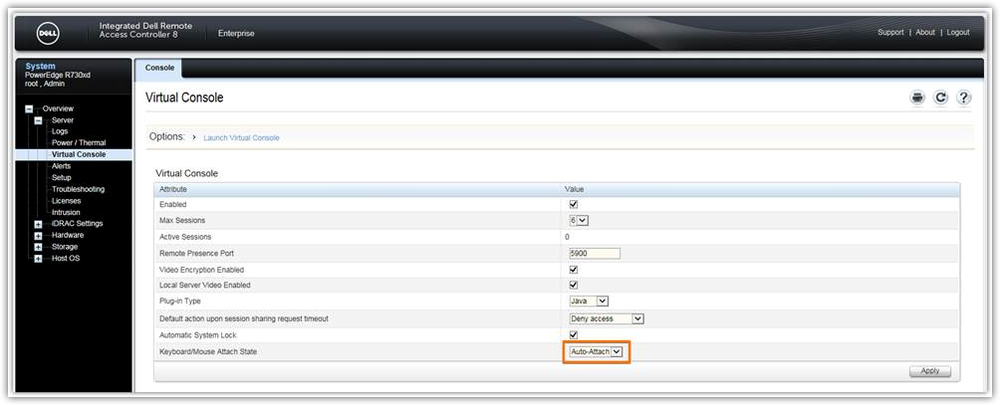 DELL
Integrated Dell Remote
Access Controller 8
Enterprise
Support | About | Logout
System
PowerEdge R730xd
root , Admin
Overview
Server
Logs
Power / Thermal
Virtual Console
Alerts
Setup
Troubleshooting
Licenses
Intrusion
iDRAC Settings
Hardware
Storage
Host OS
Console
Virtual Console
Options: › Launch Virtual Console
Virtual Console
Attribute Value
Enabled
Max Sessions 6
Active Sessions 0
Remote Presence Port 5900
Video Encryption Enabled
Local Server Video Enabled
Plug-in Type Java
Default action upon session sharing request timeout Deny access
Automatic System Lock
Keyboard/Mouse Attach State Auto-Attach
Apply